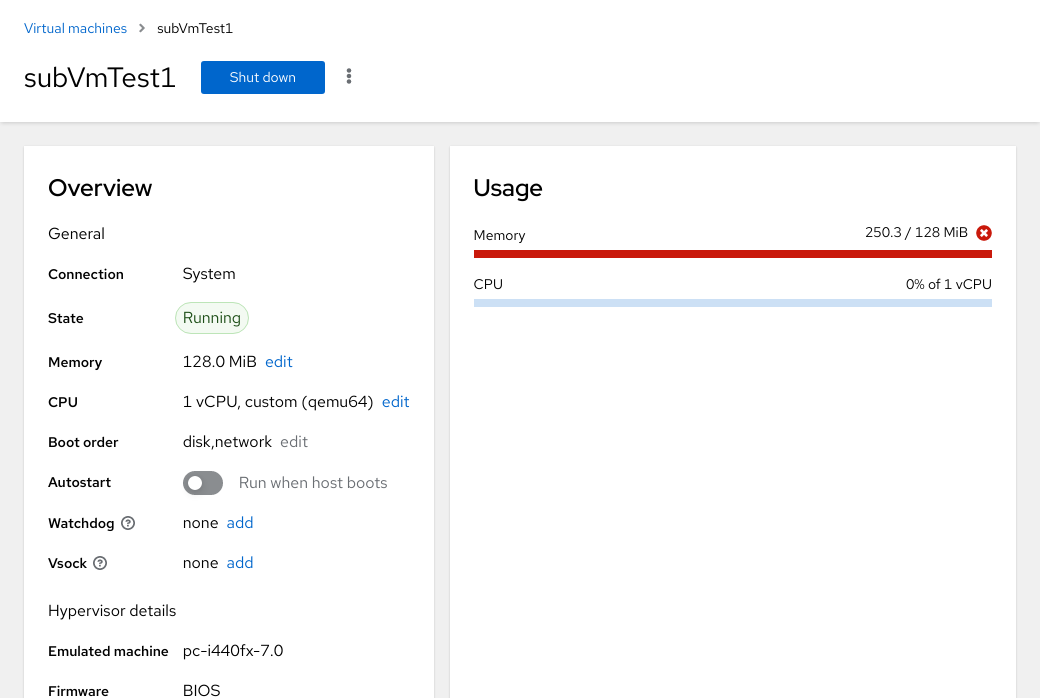 Virtual machines > subVmTest1
subVmTest1 Shut down
Overview
General
Connection System
State Running
Memory 128.0 MiB edit
CPU 1 vCPU, custom (qemu64) edit
Boot order disk,network edit
Autostart Run when host boots
Watchdog ? none add
Vsock ? none add
Hypervisor details
Emulated machine pc-i440fx-7.0
Firmware BIOS
Usage
Memory 250.3 / 128 MiB
CPU 0% of 1 vCPU